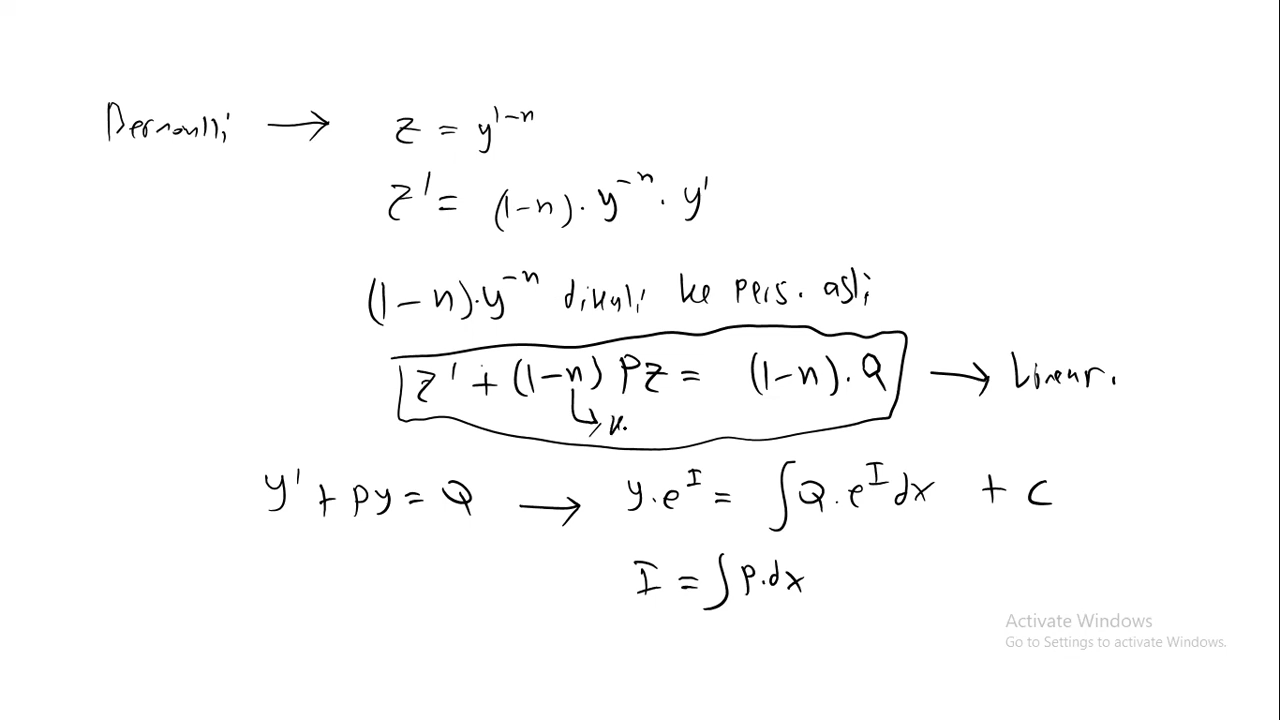 Bernoulli → z = y^{1-n}
z' = (1-n) · y^{-n} · y'
(1-n)·y^{-n} dikali ke pers. asli
z' + (1-n) Pz = (1-n) · Q → Linear.
↳ k.
y' + py = Q → y · e^I = ∫Q · e^I dx + C
I = ∫p.dx
Activate Windows
Go to Settings to activate Windows.